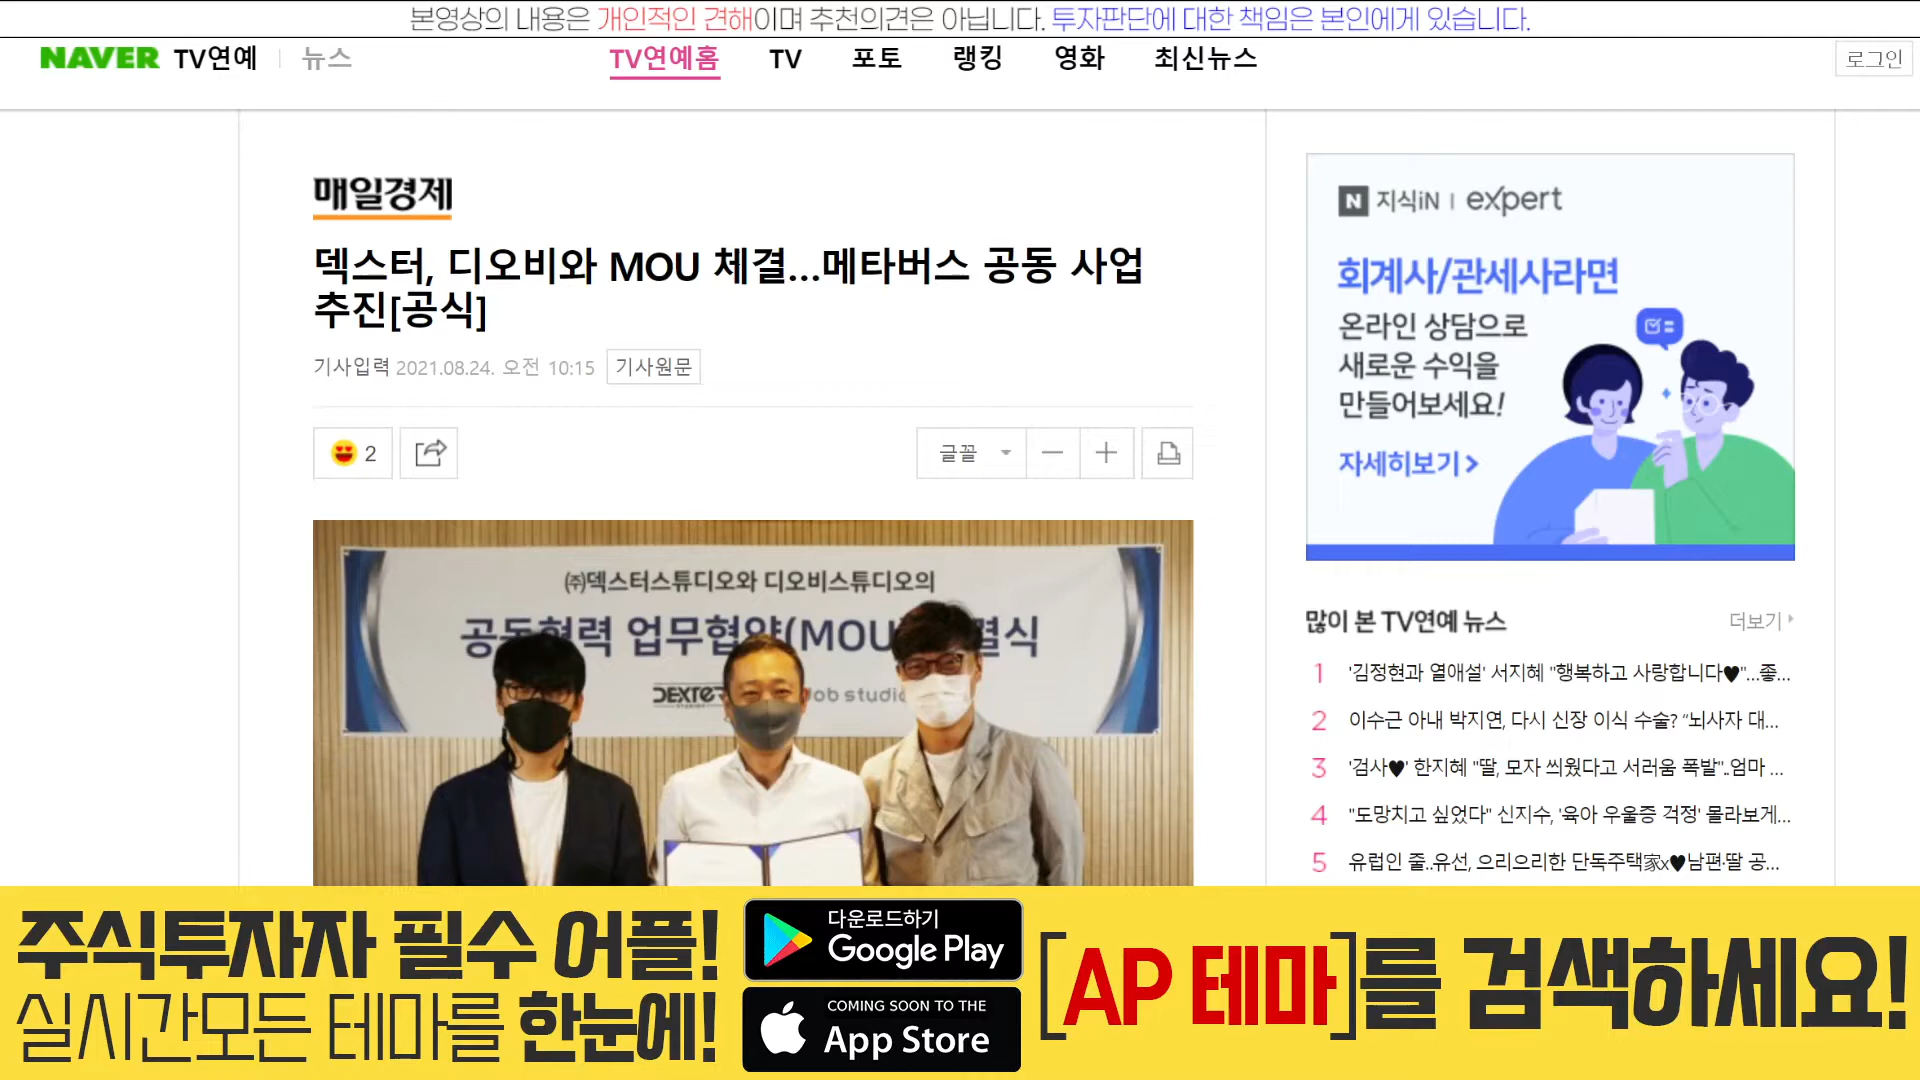 본영상의 내용은 개인적인 견해이며 추천의견은 아닙니다. 투자판단에 대한 책임은 본인에게 있습니다.
NAVER TV연예 뉴스 TV연예홈 TV 포토 랭킹 영화 최신뉴스 로그인
매일경제
덱스터, 디오비와 MOU 체결...메타버스 공동 사업
추진[공식]
기사입력 2021.08.24. 오전 10:15 기사원문
2
글꼴
㈜덱스터스튜디오와 디오비스튜디오의
공동협력 업무협약(MOU) 체결식
DEXTER dob studio
N 지식iN expert
회계사/관세사라면
온라인 상담으로
새로운 수익을
만들어보세요!
자세히보기
많이 본 TV연예 뉴스 더보기
1 '김정현과 열애설' 서지혜 "행복하고 사랑합니다♥"...좋...
2 이수근 아내 박지연, 다시 신장 이식 수술? “뇌사자 대...
3 '검사♥' 한지혜 "딸, 모자 씌웠다고 서러움 폭발"..엄마 ...
4 "도망치고 싶었다" 신지수, '육아 우울증 걱정' 몰라보게...
5 유럽인 줄..유선, 으리으리한 단독주택家x♥남편·딸 공...
주식투자자 필수 어플!
실시간모든 테마를 한눈에!
다운로드하기
Google Play
COMING SOON TO THE
App Store
[AP 테마]를 검색하세요!